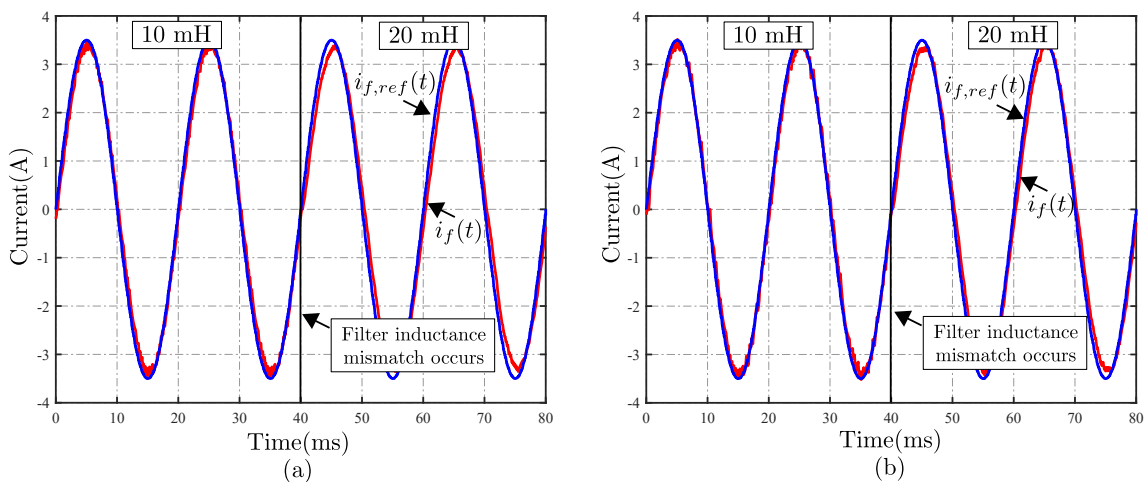 10 mH
20 mH
i_{f,ref}(t)
i_f(t)
Filter inductance
mismatch occurs
Current(A)
4
3
2
1
0
-1
-2
-3
-4
0 10 20 30 40 50 60 70 80
Time(ms)
(a)
10 mH
20 mH
i_{f,ref}(t)
i_f(t)
Filter inductance
mismatch occurs
Current(A)
4
3
2
1
0
-1
-2
-3
-4
0 10 20 30 40 50 60 70 80
Time(ms)
(b)